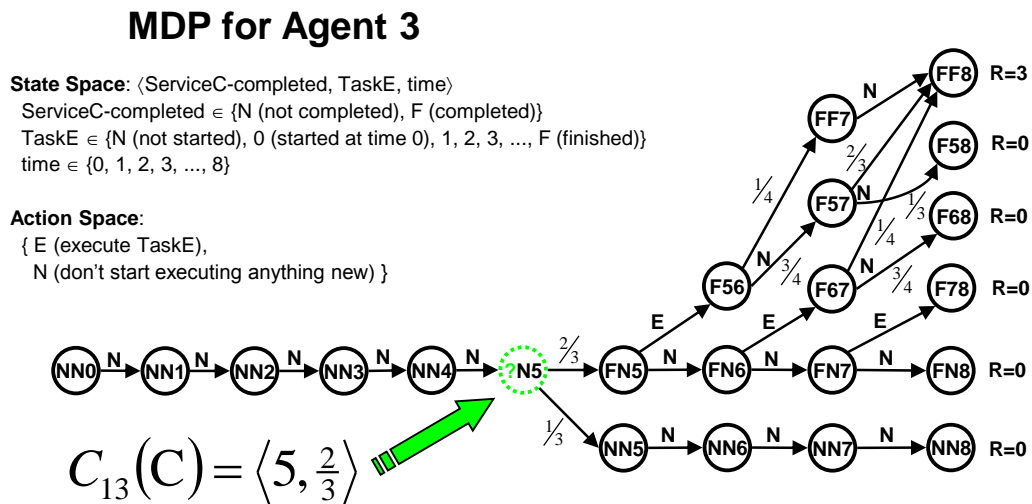 MDP for Agent 3
State Space: ⟨ServiceC-completed, TaskE, time⟩
ServiceC-completed ∈ {N (not completed), F (completed)}
TaskE ∈ {N (not started), 0 (started at time 0), 1, 2, 3, ..., F (finished)}
time ∈ {0, 1, 2, 3, ..., 8}
Action Space:
{ E (execute TaskE),
N (don't start executing anything new) }
FF8 R=3
N
FF7
2/3
F58 R=0
1/4
F57 N
1/3
F68 R=0
1/4
N
3/4
F56
N
3/4
F67
F78 R=0
E E E
NN0 N NN1 N NN2 N NN3 N NN4 N ?N5 2/3 FN5 N FN6 N FN7 N FN8 R=0
1/3
NN5 N NN6 N NN7 N NN8 R=0
C13(C) = ⟨5, 2/3⟩